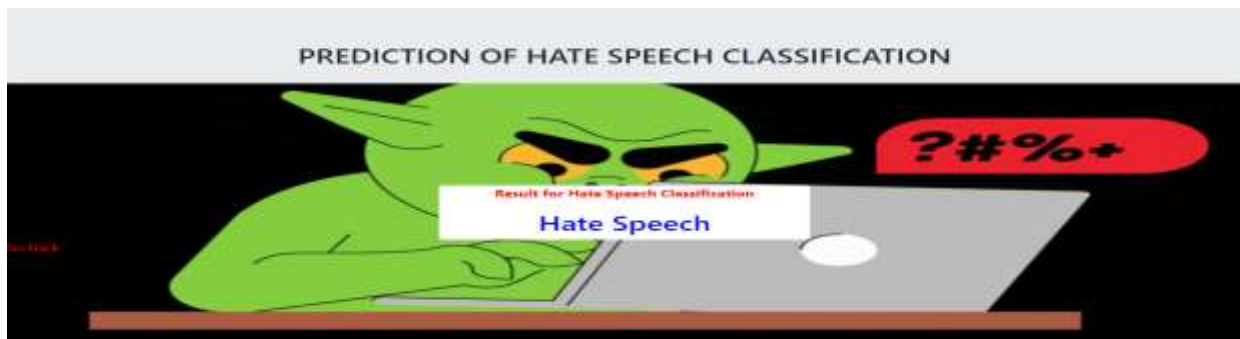 PREDICTION OF HATE SPEECH CLASSIFICATION
?#%+
Result for Hate Speech Classification
Hate Speech